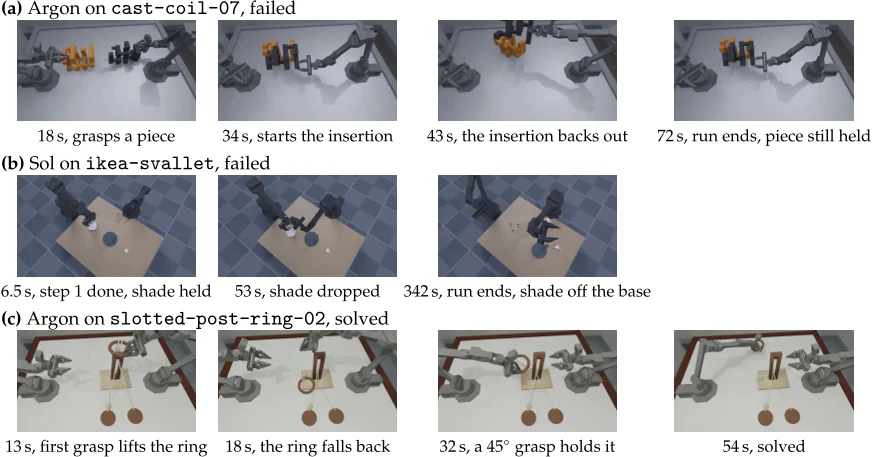 (a) Argon on cast-coil-07, failed
18 s, grasps a piece
34 s, starts the insertion
43 s, the insertion backs out
72 s, run ends, piece still held
(b) Sol on ikea-svallet, failed
6.5 s, step 1 done, shade held
53 s, shade dropped
342 s, run ends, shade off the base
(c) Argon on slotted-post-ring-02, solved
13 s, first grasp lifts the ring
18 s, the ring falls back
32 s, a 45° grasp holds it
54 s, solved